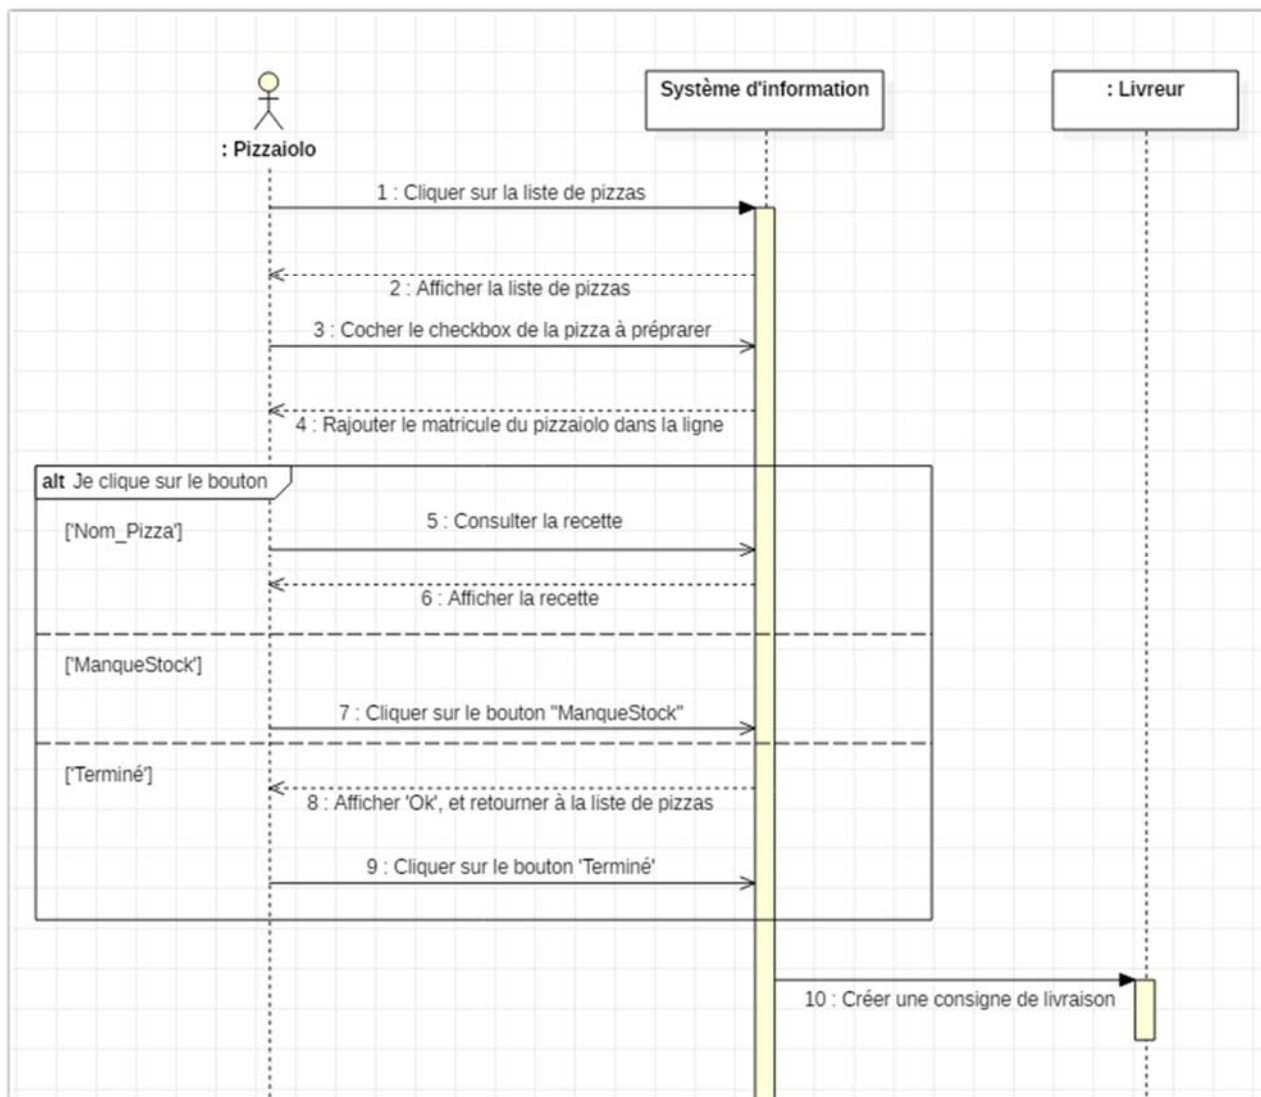 Système d'information
: Livreur
: Pizzaiolo
1 : Cliquer sur la liste de pizzas
2 : Afficher la liste de pizzas
3 : Cocher le checkbox de la pizza à préprarer
4 : Rajouter le matricule du pizzaiolo dans la ligne
alt Je clique sur le bouton
['Nom_Pizza']
5 : Consulter la recette
6 : Afficher la recette
['ManqueStock']
7 : Cliquer sur le bouton "ManqueStock"
['Terminé']
8 : Afficher 'Ok', et retourner à la liste de pizzas
9 : Cliquer sur le bouton 'Terminé'
10 : Créer une consigne de livraison